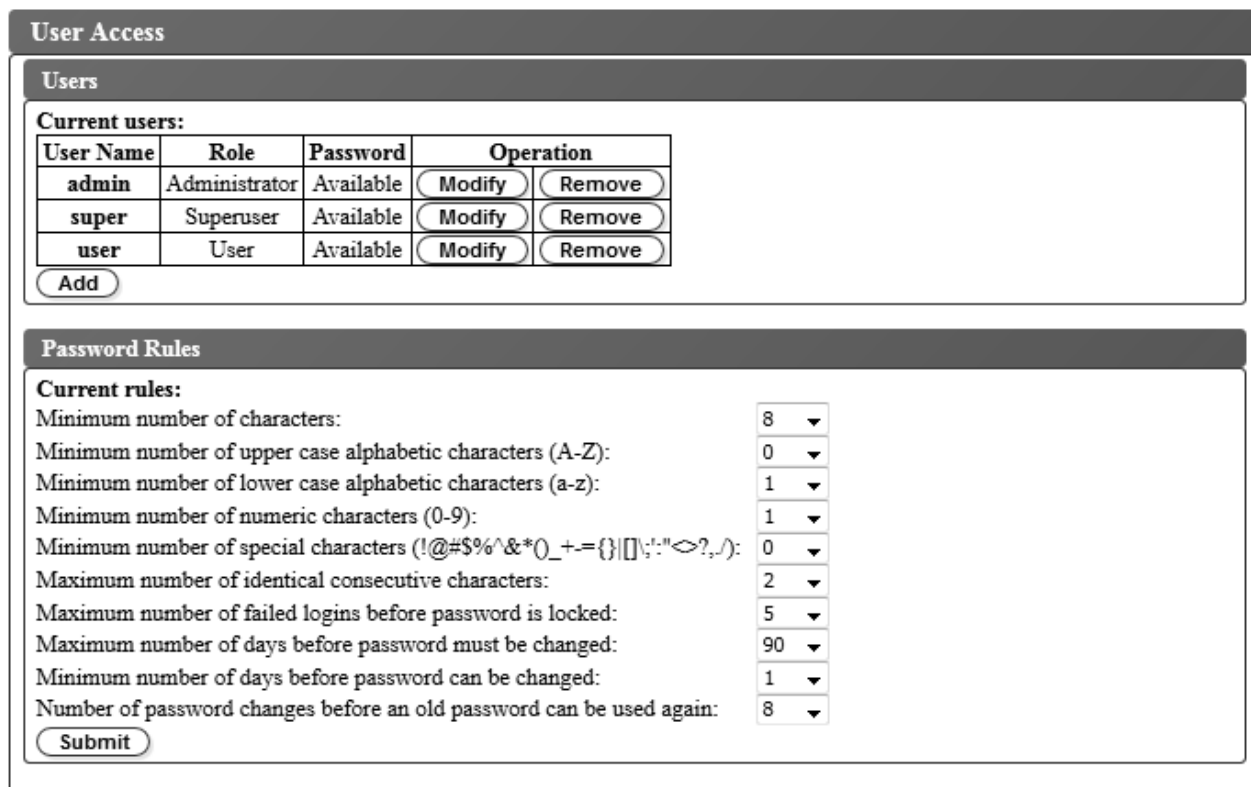 User Access
Users
Current users:
User Name Role Password Operation
admin Administrator Available Modify Remove
super Superuser Available Modify Remove
user User Available Modify Remove
Add
Password Rules
Current rules:
Minimum number of characters: 8
Minimum number of upper case alphabetic characters (A-Z): 0
Minimum number of lower case alphabetic characters (a-z): 1
Minimum number of numeric characters (0-9): 1
Minimum number of special characters (!@#$%^&*()_+-={}|[]\;':"<>?,./): 0
Maximum number of identical consecutive characters: 2
Maximum number of failed logins before password is locked: 5
Maximum number of days before password must be changed: 90
Minimum number of days before password can be changed: 1
Number of password changes before an old password can be used again: 8
Submit